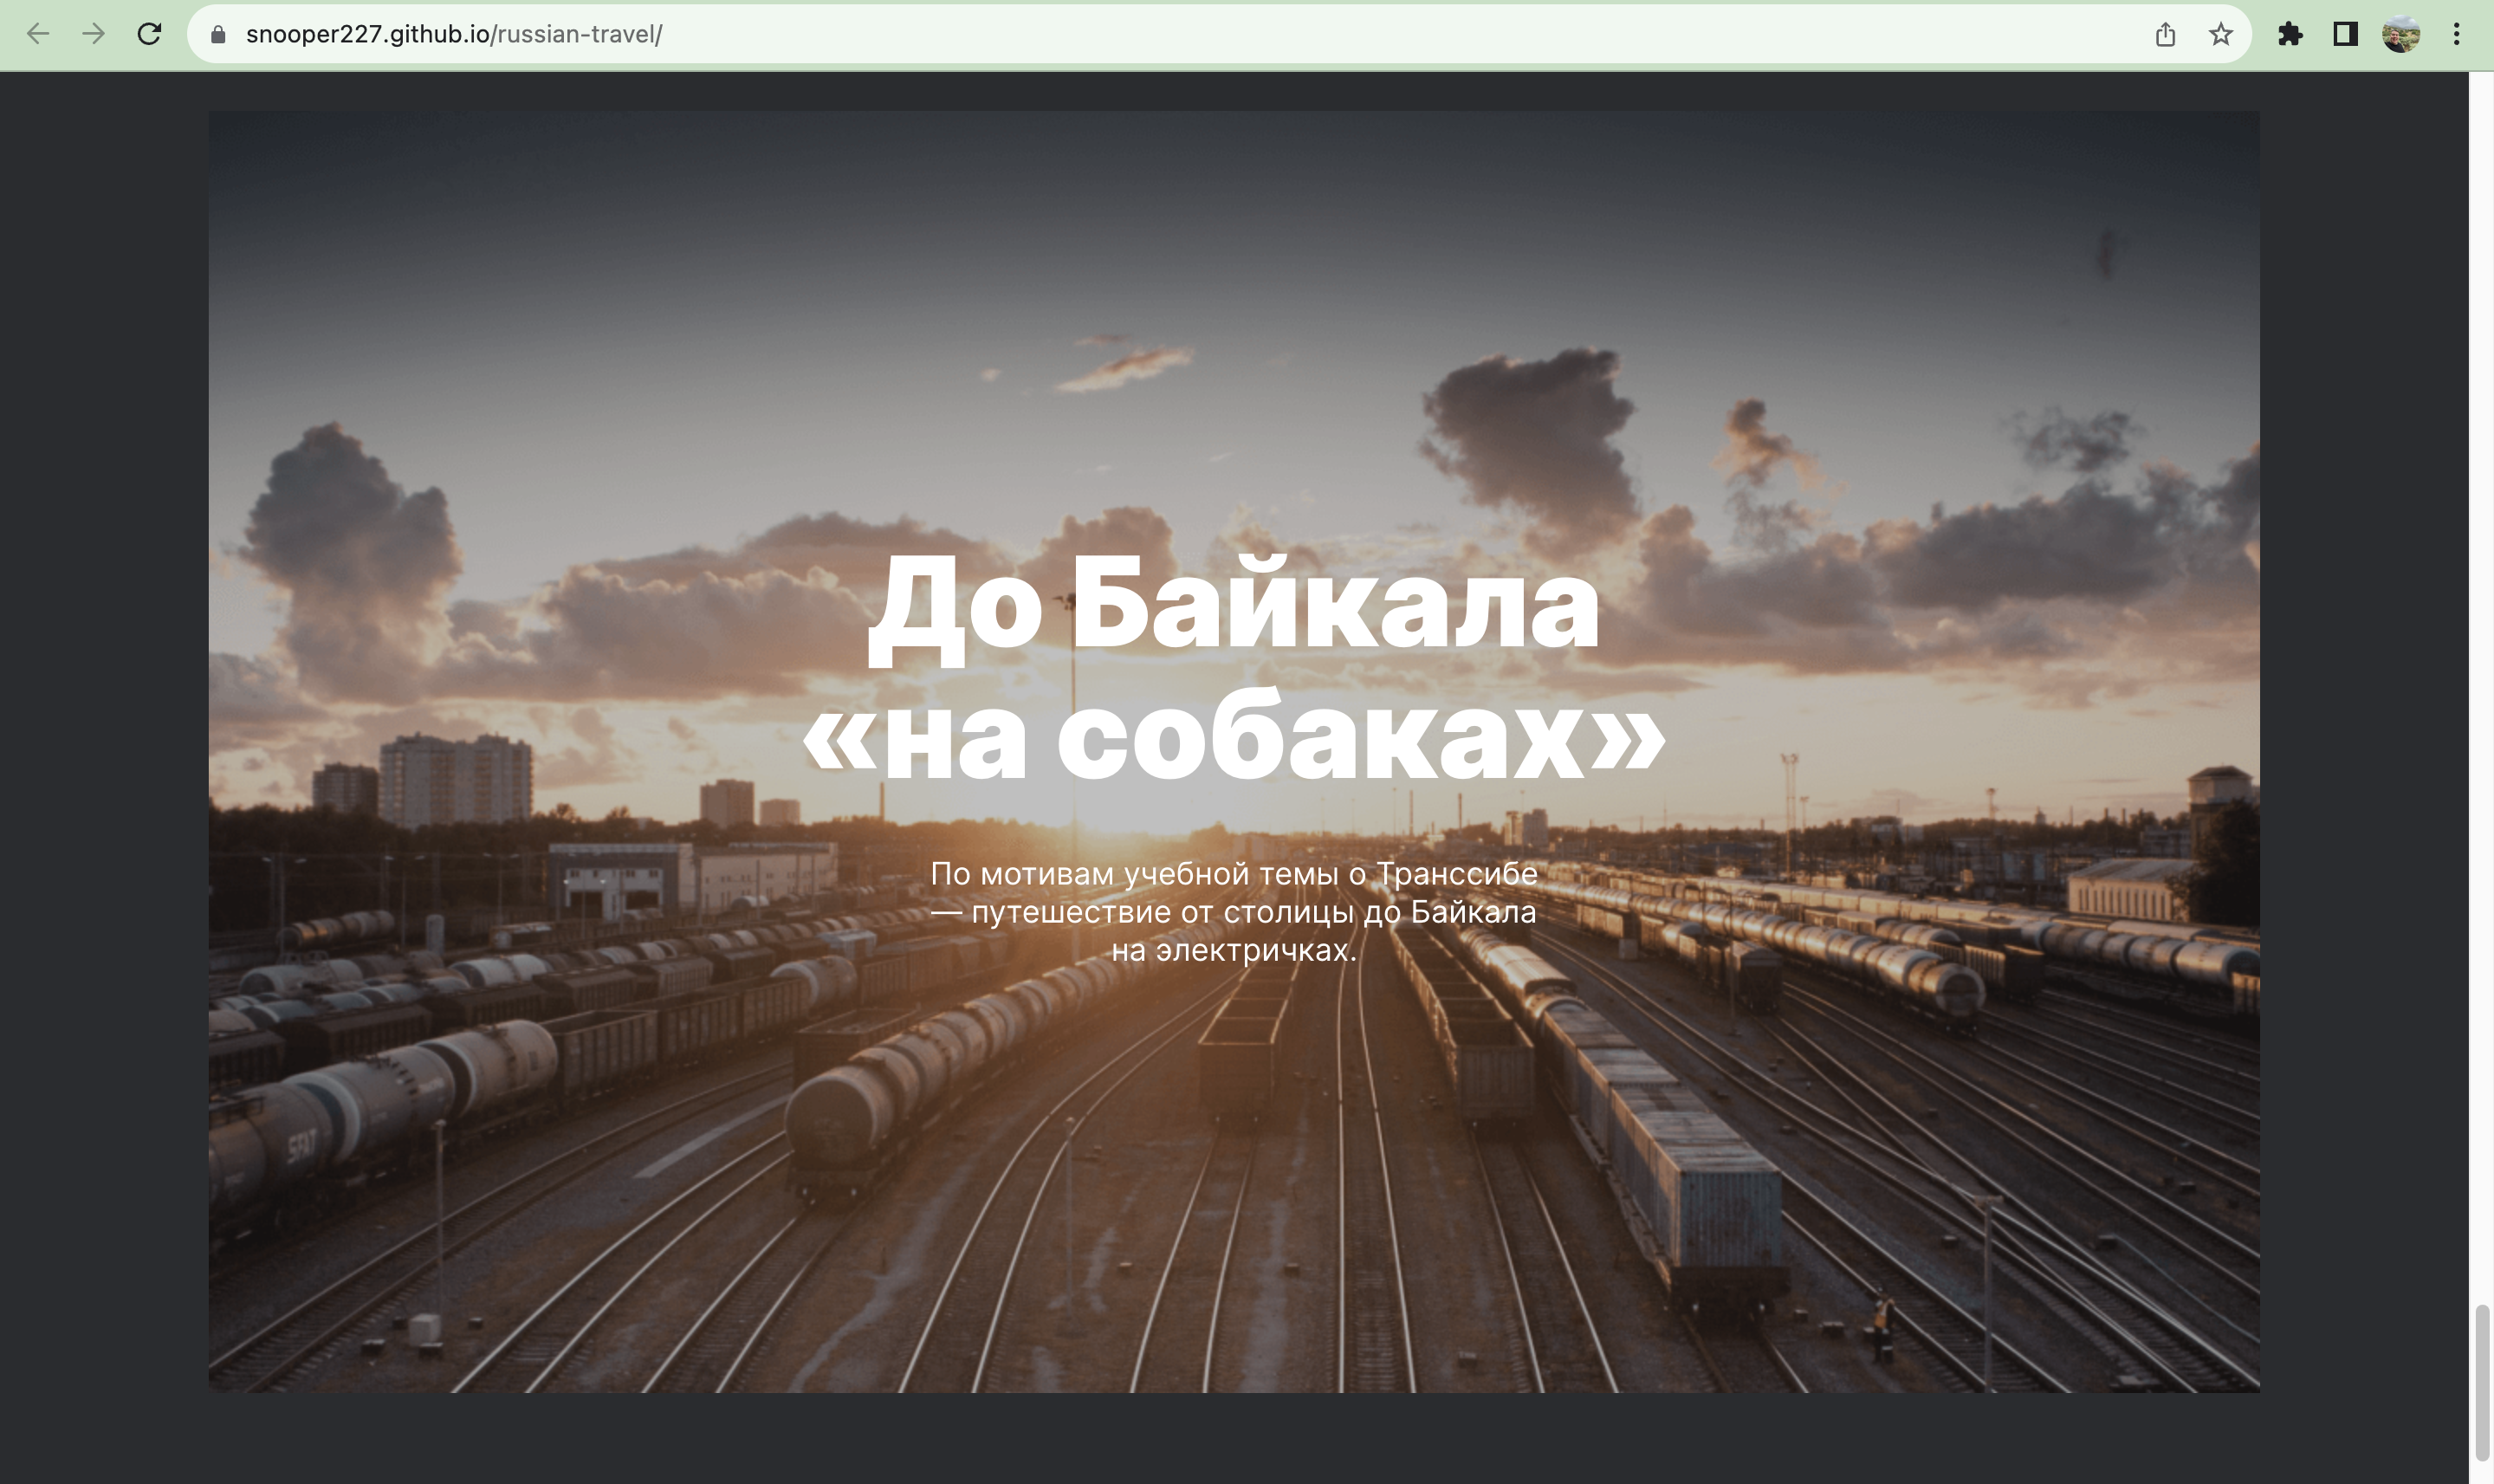 snooper227.github.io/russian-travel/
До Байкала
«на собаках»
По мотивам учебной темы о Транссибе
— путешествие от столицы до Байкала
на электричках.
SFAT